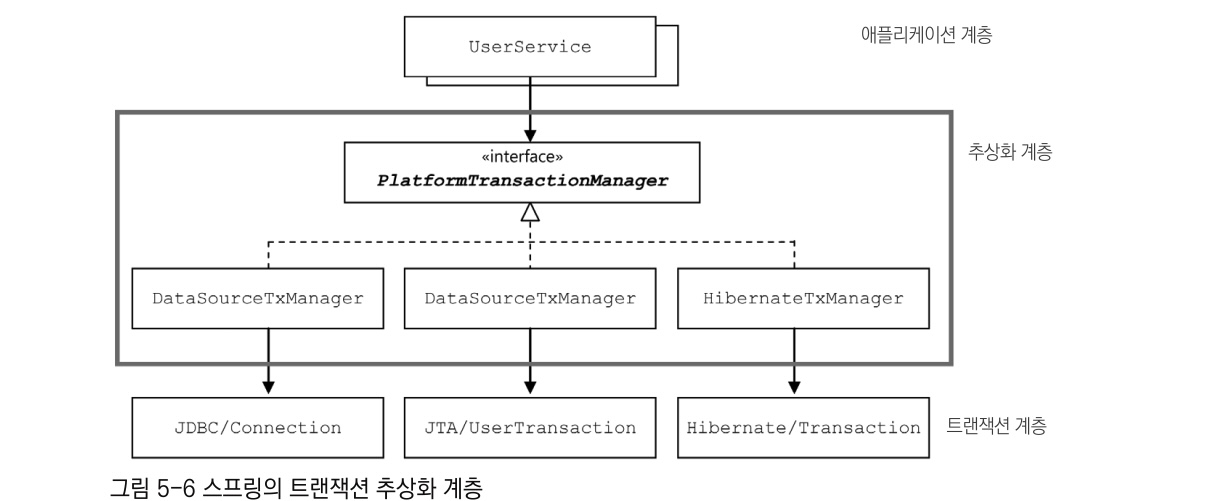 UserService
애플리케이션 계층
추상화 계층
«interface»
PlatformTransactionManager
DataSourceTxManager
DataSourceTxManager
HibernateTxManager
JDBC/Connection
JTA/UserTransaction
Hibernate/Transaction
트랜잭션 계층
그림 5-6 스프링의 트랜잭션 추상화 계층